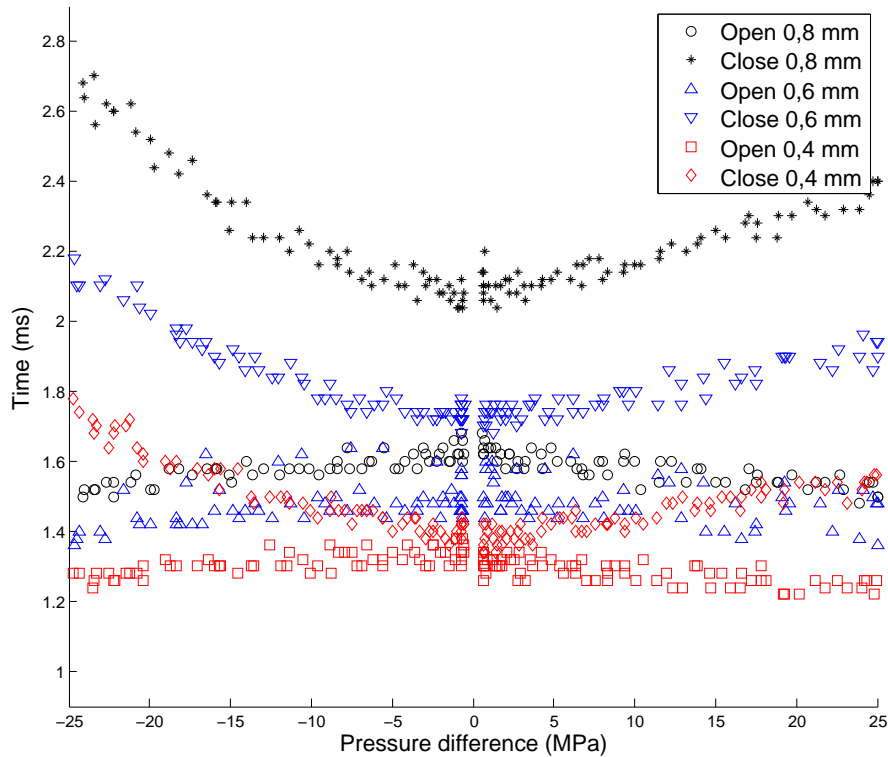 Open 0,8 mm
Close 0,8 mm
Open 0,6 mm
Close 0,6 mm
Open 0,4 mm
Close 0,4 mm
2.8
2.6
2.4
2.2
2
1.8
1.6
1.4
1.2
1
Time (ms)
−25 −20 −15 −10 −5 0 5 10 15 20 25
Pressure difference (MPa)